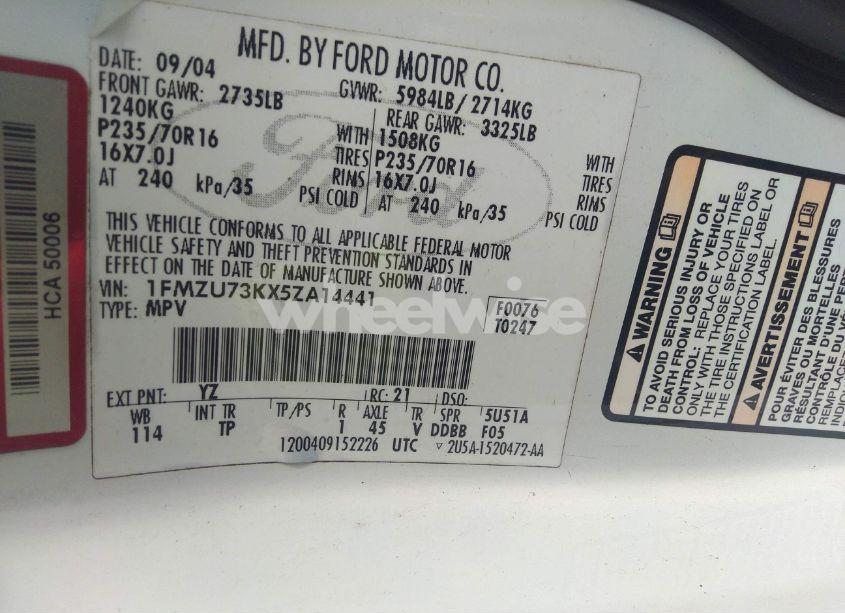 MFD. BY FORD MOTOR CO.
DATE: 09/04
GVWR: 5984LB/2714KG
FRONT GAWR: 2735LB
REAR GAWR: 3325LB
1240KG
1508KG
P235/70R16 WITH TIRES
P235/70R16 WITH TIRES
16X7.0J RIMS
16X7.0J RIMS
AT 240 kPa/35 PSI COLD
AT 240 kPa/35 PSI COLD
THIS VEHICLE CONFORMS TO ALL APPLICABLE FEDERAL MOTOR
VEHICLE SAFETY AND THEFT PREVENTION STANDARDS IN
EFFECT ON THE DATE OF MANUFACTURE SHOWN ABOVE.
VIN: 1FMZU73KX5ZA14441
TYPE: MPV
F0076
T0247
EXT PNT: YZ RC: 21 DSO:
WB INT TR TP/PS R AXLE TR SPR 5U51A
114 TP 1 45 V DDBB F05
1200409152226 UTC 2U5A-1520472-AA
Ford
HCA 50006
WARNING
TO AVOID SERIOUS INJURY OR
DEATH FROM LOSS OF VEHICLE
CONTROL: REPLACE YOUR TIRES
ONLY WITH THOSE SPECIFIED ON
THE TIRE INSTRUCTIONS LABEL OR
THE CERTIFICATION LABEL.
AVERTISSEMENT
POUR ÉVITER DES BLESSURES
GRAVES OU MORTELLES
CONTRÔLE DU VÉ
REMPLACE
D'UNE PER
wheelwise